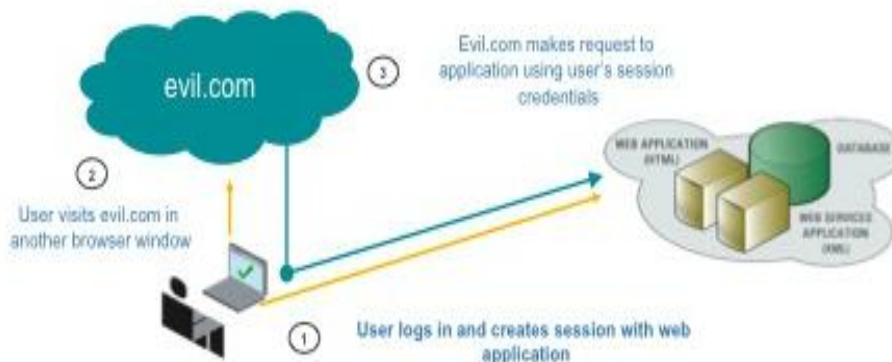 evil.com
3
Evil.com makes request to
application using user's session
credentials
WEB APPLICATION
(HTML)
DATABASE
WEB SERVICES
APPLICATION
(XML)
2
User visits evil.com in
another browser window
1
User logs in and creates session with web
application